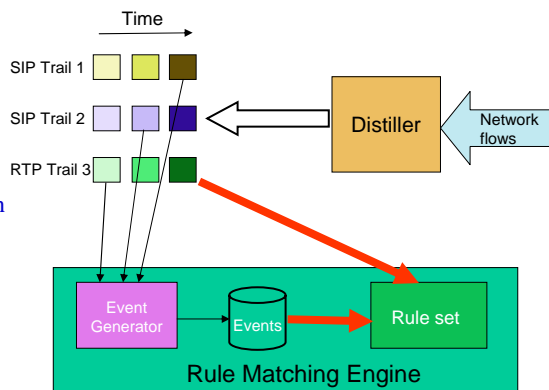 Time
SIP Trail 1
SIP Trail 2
RTP Trail 3
Distiller
Network
flows
n
Event
Generator
Events
Rule set
Rule Matching Engine